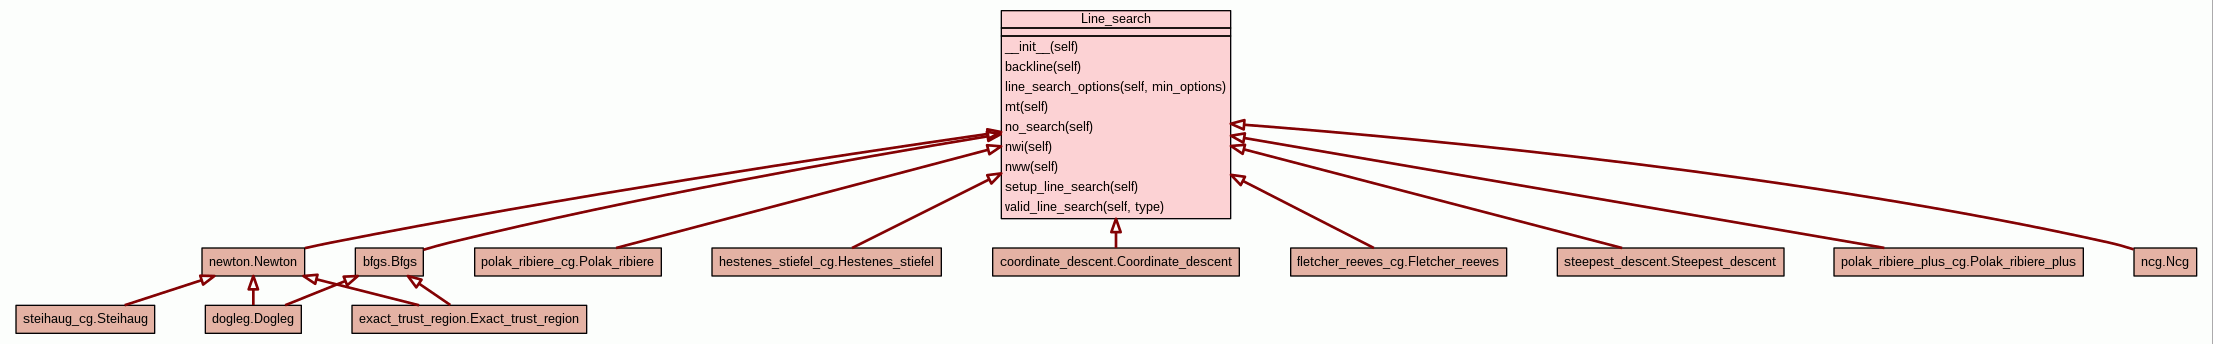 Line_search
__init__(self)
backline(self)
line_search_options(self, min_options)
mt(self)
no_search(self)
nwi(self)
nww(self)
setup_line_search(self)
valid_line_search(self, type)
newton.Newton
bfgs.Bfgs
polak_ribiere_cg.Polak_ribiere
hestenes_stiefel_cg.Hestenes_stiefel
coordinate_descent.Coordinate_descent
fletcher_reeves_cg.Fletcher_reeves
steepest_descent.Steepest_descent
polak_ribiere_plus_cg.Polak_ribiere_plus
ncg.Ncg
steihaug_cg.Steihaug
dogleg.Dogleg
exact_trust_region.Exact_trust_region